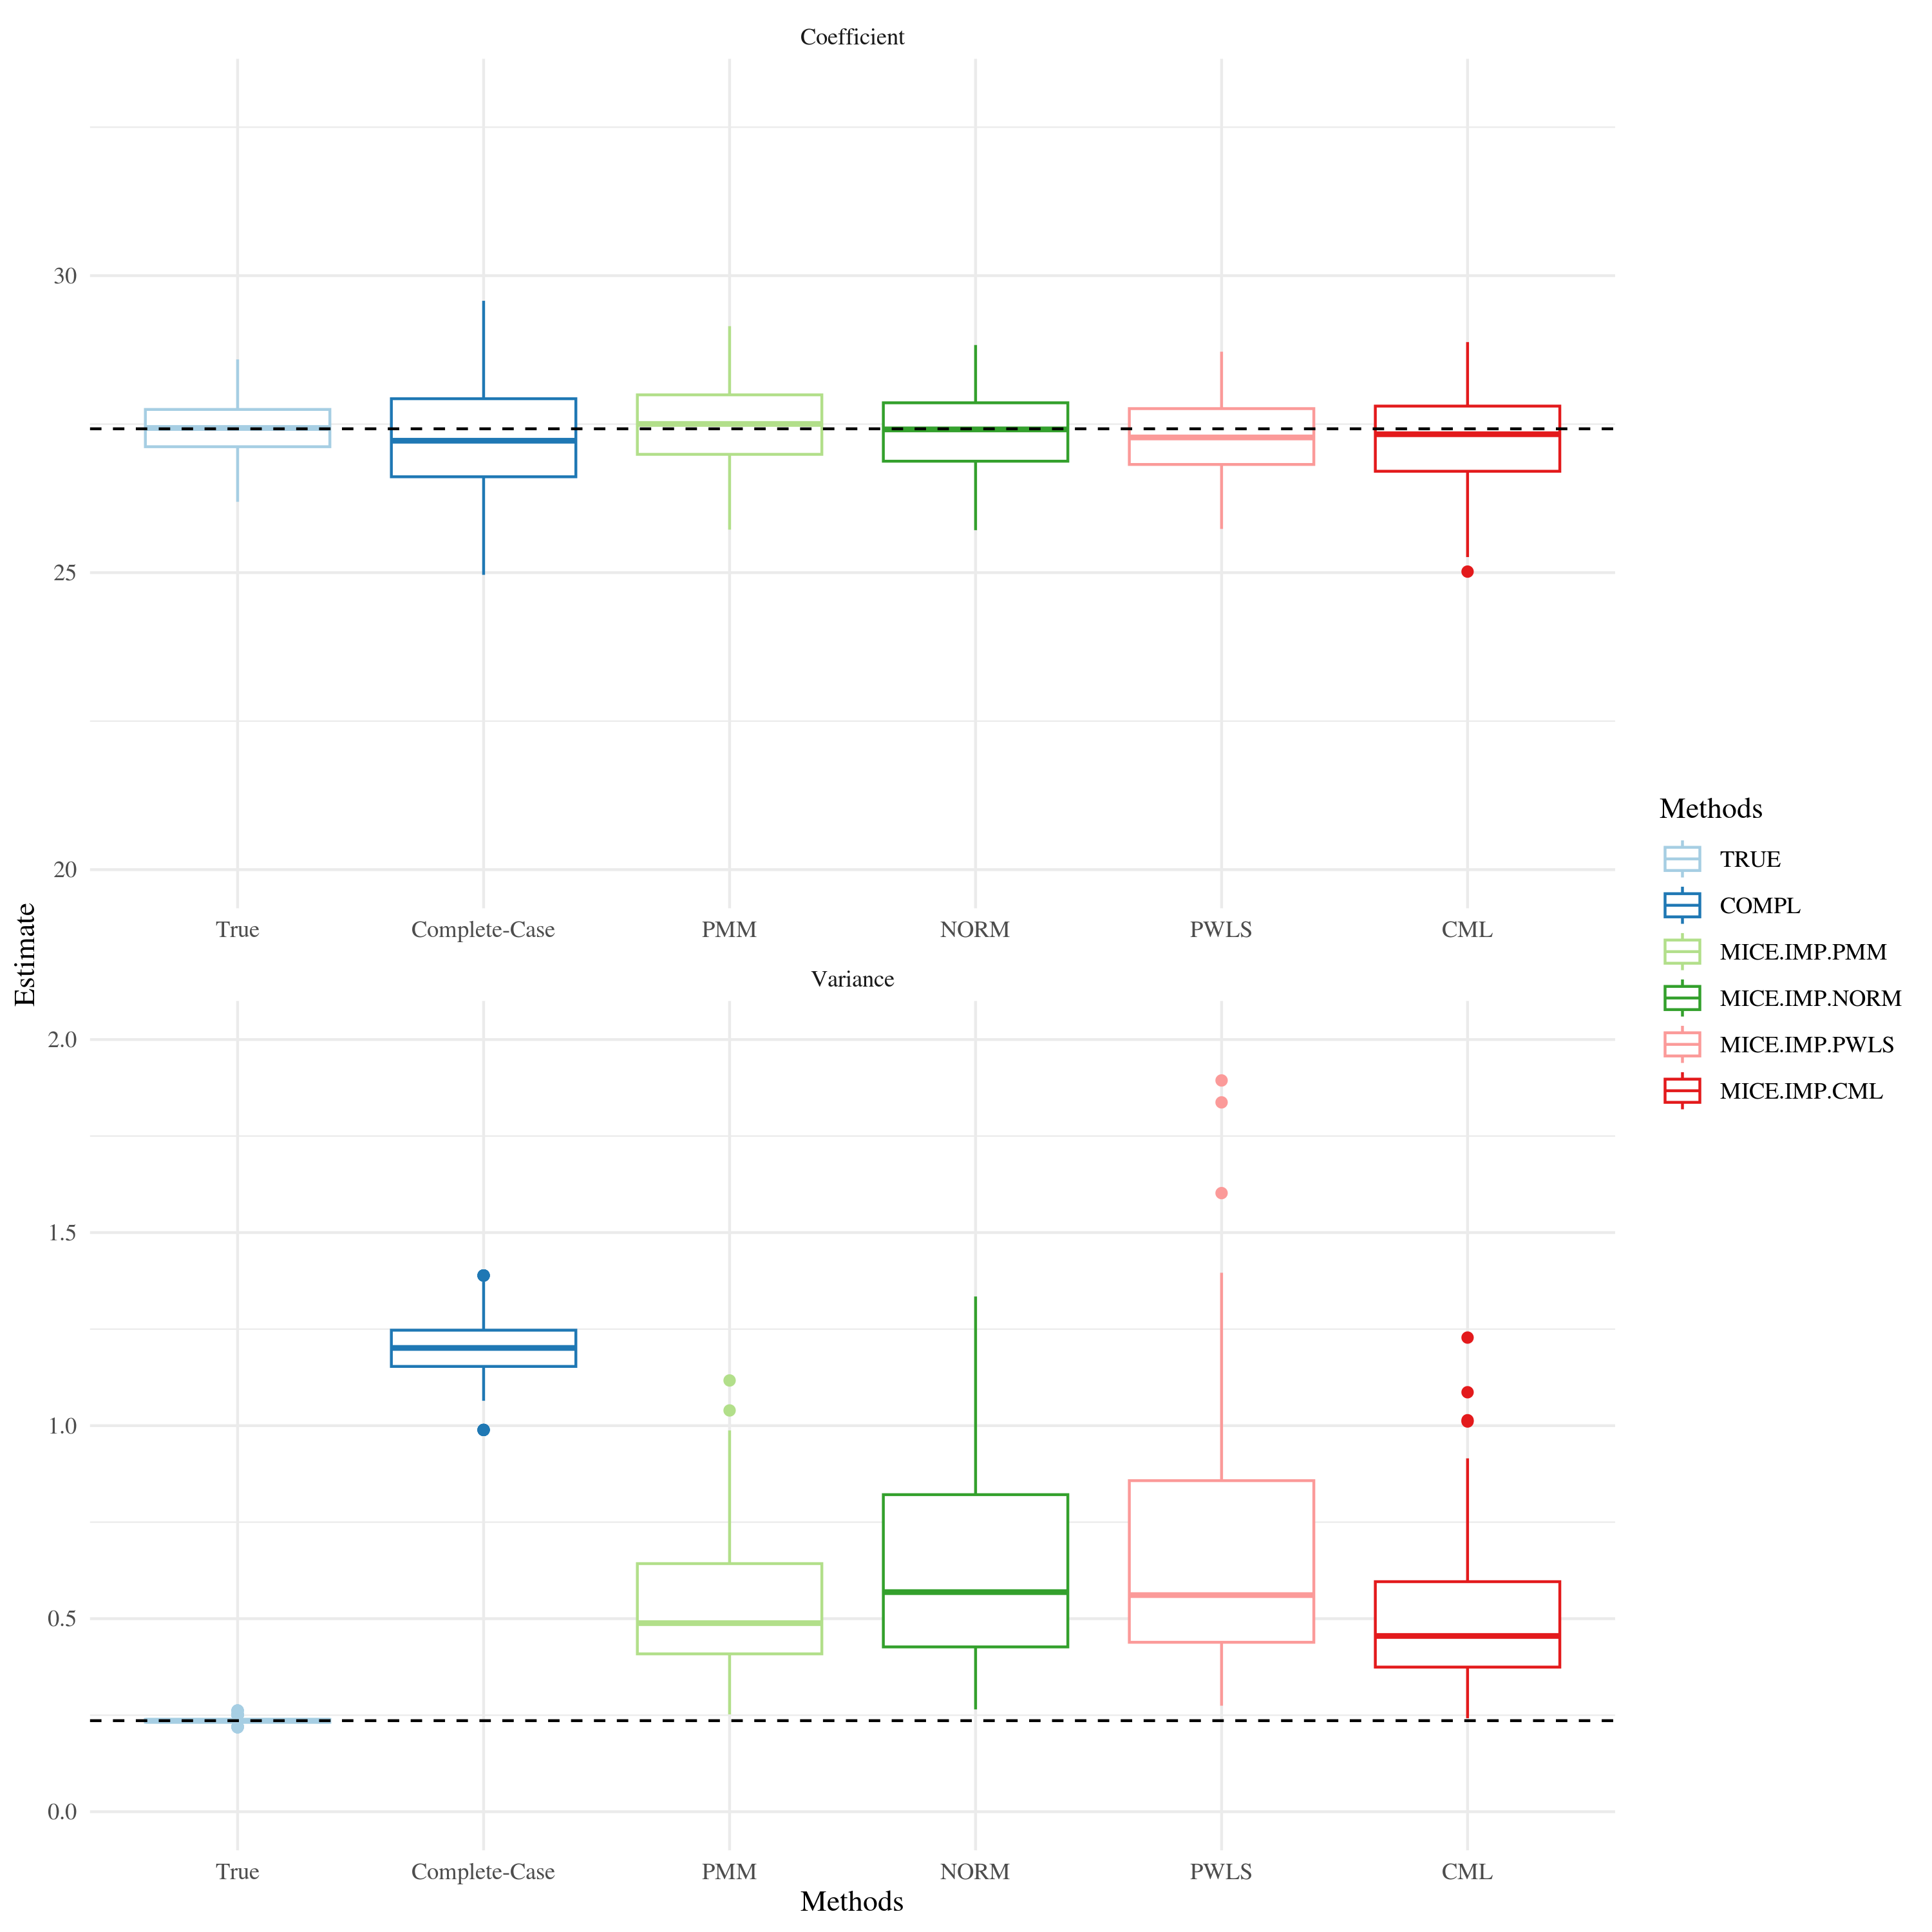 Coefficient
30
25
20
True Complete-Case PMM NORM PWLS CML
Estimate
Variance
2.0
1.5
1.0
0.5
0.0
True Complete-Case PMM NORM PWLS CML
Methods
Methods
TRUE
COMPL
MICE.IMP.PMM
MICE.IMP.NORM
MICE.IMP.PWLS
MICE.IMP.CML